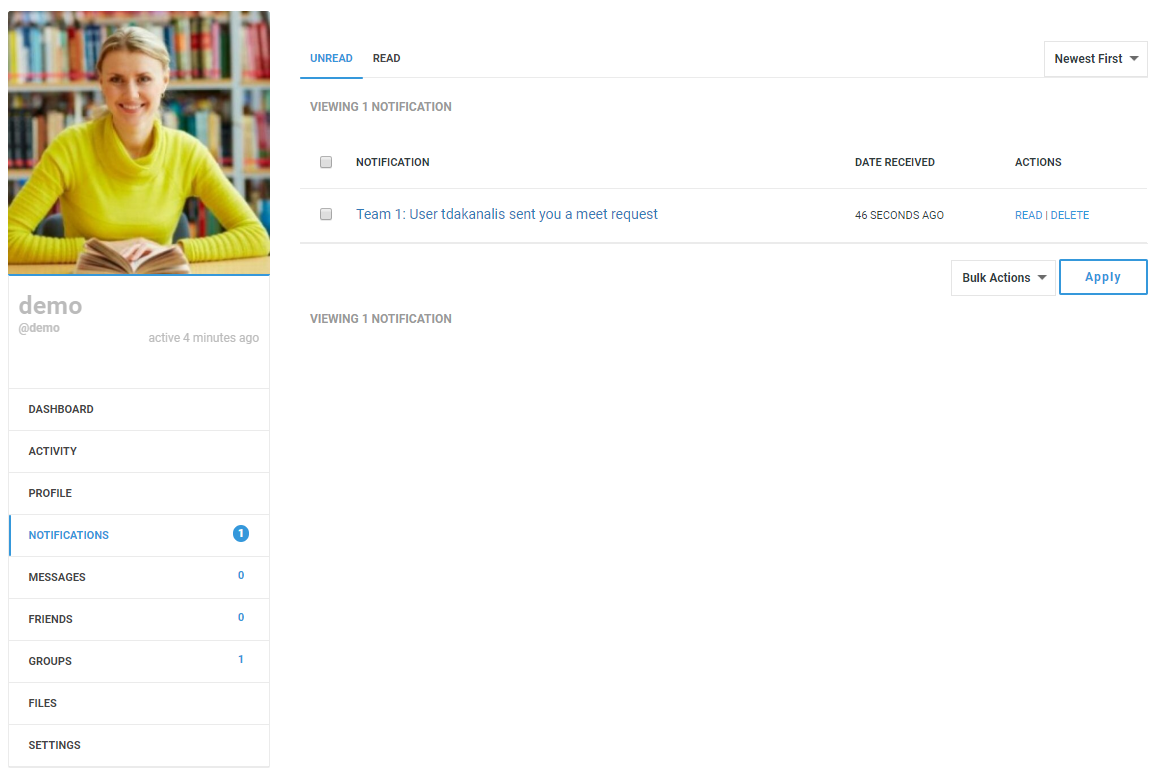 UNREAD READ Newest First
VIEWING 1 NOTIFICATION
NOTIFICATION DATE RECEIVED ACTIONS
Team 1: User tdakanalis sent you a meet request 46 SECONDS AGO READ | DELETE
Bulk Actions Apply
VIEWING 1 NOTIFICATION
demo
@demo
active 4 minutes ago
DASHBOARD
ACTIVITY
PROFILE
NOTIFICATIONS 1
MESSAGES 0
FRIENDS 0
GROUPS 1
FILES
SETTINGS